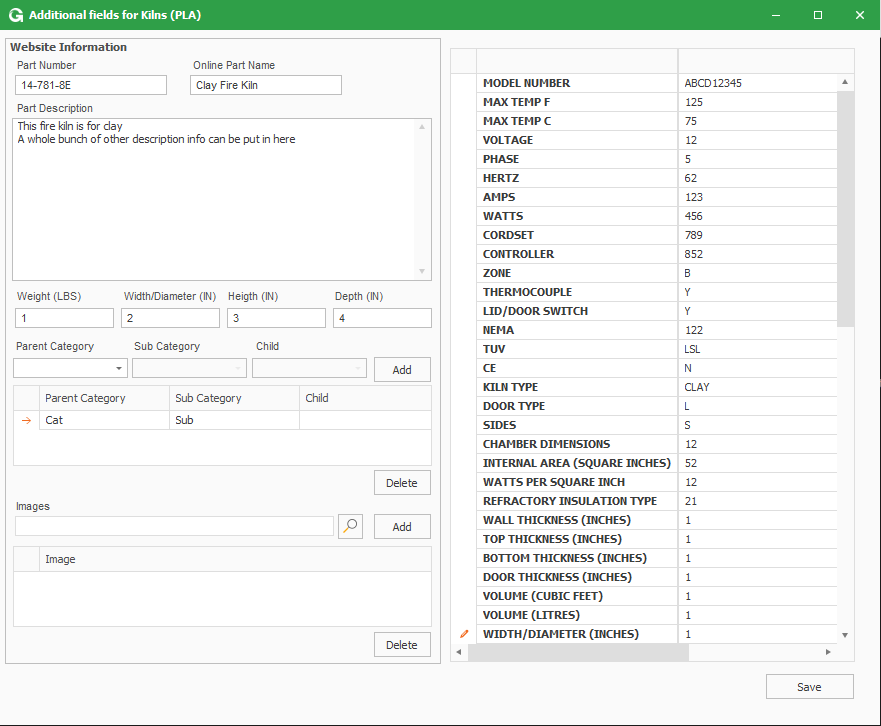 Additional fields for Kilns (PLA)
Website Information
Part Number
Online Part Name
14-781-8E
Clay Fire Kiln
Part Description
This fire kiln is for clay
A whole bunch of other description info can be put in here
Weight (LBS)
Width/Diameter (IN)
Heigth (IN)
Depth (IN)
1
2
3
4
Parent Category
Sub Category
Child
Add
Parent Category
Sub Category
Child
Cat
Sub
Delete
Images
Add
Image
Delete
MODEL NUMBER ABCD12345
MAX TEMP F 125
MAX TEMP C 75
VOLTAGE 12
PHASE 5
HERTZ 62
AMPS 123
WATTS 456
CORDSET 789
CONTROLLER 852
ZONE B
THERMOCOUPLE Y
LID/DOOR SWITCH Y
NEMA 122
TUV LSL
CE N
KILN TYPE CLAY
DOOR TYPE L
SIDES S
CHAMBER DIMENSIONS 12
INTERNAL AREA (SQUARE INCHES) 52
WATTS PER SQUARE INCH 12
REFRACTORY INSULATION TYPE 21
WALL THICKNESS (INCHES) 1
TOP THICKNESS (INCHES) 1
BOTTOM THICKNESS (INCHES) 1
DOOR THICKNESS (INCHES) 1
VOLUME (CUBIC FEET) 1
VOLUME (LITRES) 1
WIDTH/DIAMETER (INCHES) 1
Save